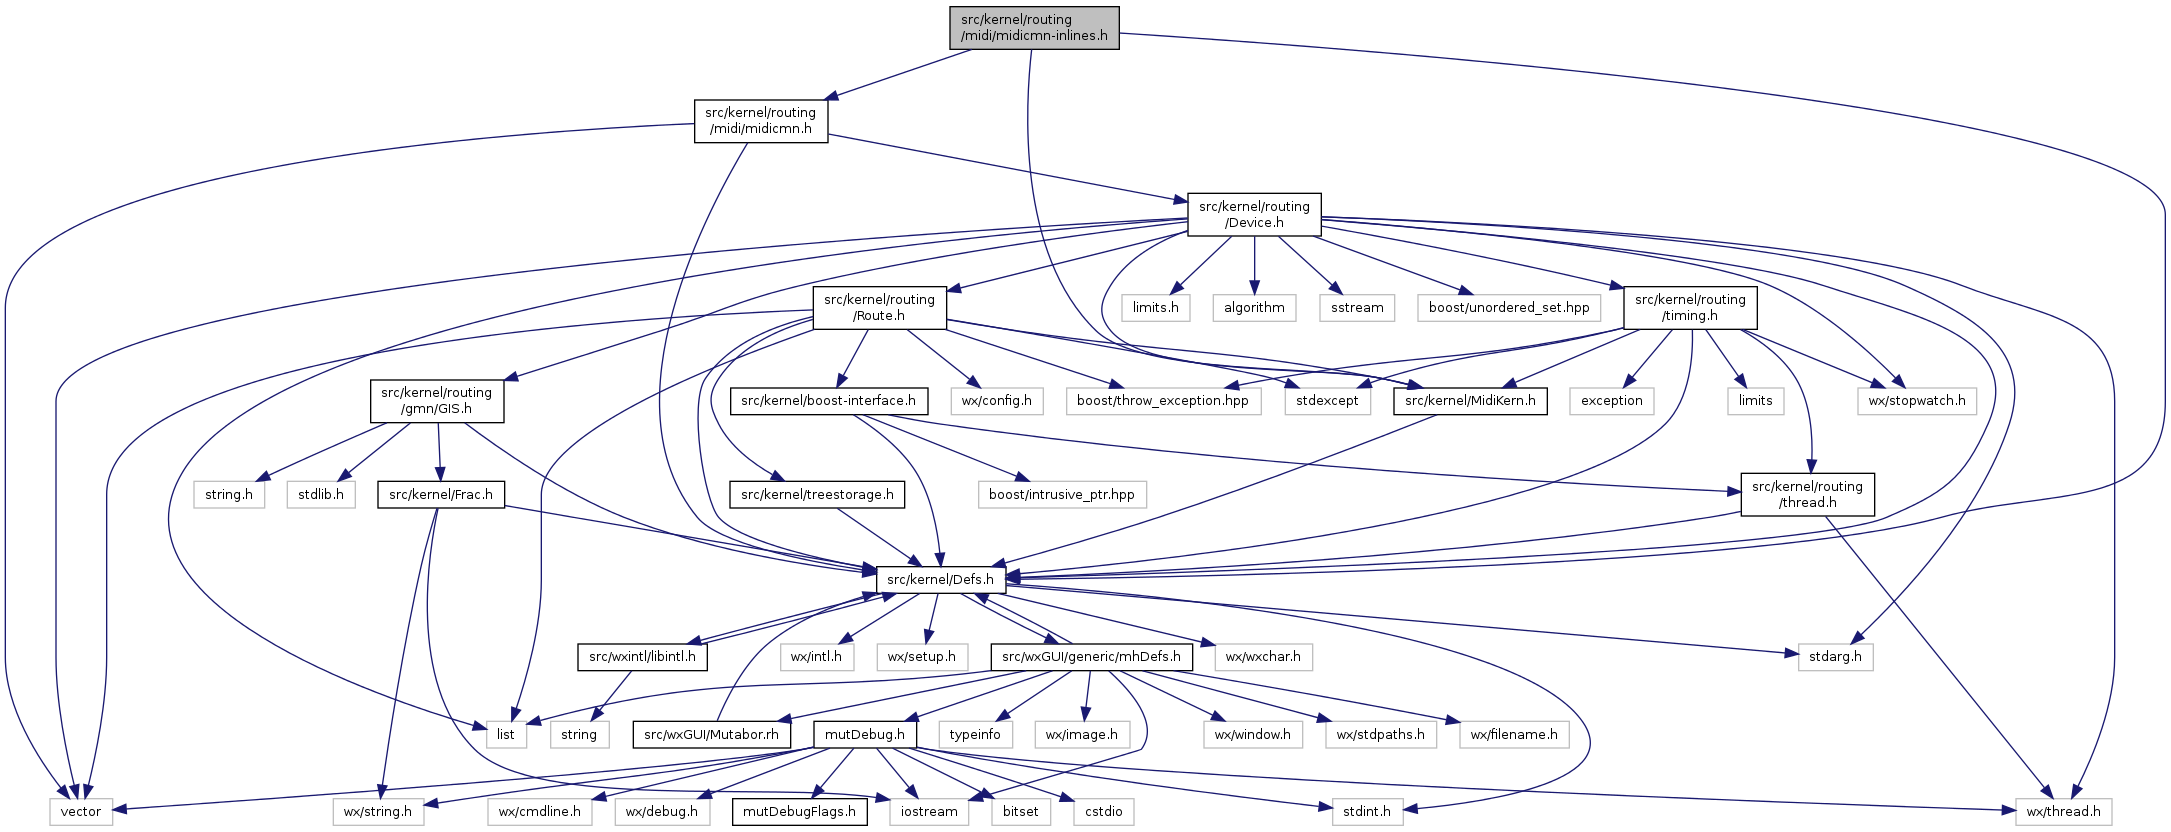 src/kernel/routing
/midi/midicmn-inlines.h
src/kernel/routing
/midi/midicmn.h
src/kernel/routing
/Device.h
src/kernel/routing
/Route.h
limits.h
algorithm
sstream
boost/unordered_set.hpp
src/kernel/routing
/timing.h
src/kernel/routing
/gmn/GIS.h
src/kernel/boost-interface.h
wx/config.h
boost/throw_exception.hpp
stdexcept
src/kernel/MidiKern.h
exception
limits
wx/stopwatch.h
string.h
stdlib.h
src/kernel/Frac.h
src/kernel/treestorage.h
boost/intrusive_ptr.hpp
src/kernel/routing
/thread.h
src/kernel/Defs.h
src/wxintl/libintl.h
wx/intl.h
wx/setup.h
src/wxGUI/generic/mhDefs.h
wx/wxchar.h
stdarg.h
list
string
src/wxGUI/Mutabor.rh
mutDebug.h
typeinfo
wx/image.h
wx/window.h
wx/stdpaths.h
wx/filename.h
vector
wx/string.h
wx/cmdline.h
wx/debug.h
mutDebugFlags.h
iostream
bitset
cstdio
stdint.h
wx/thread.h